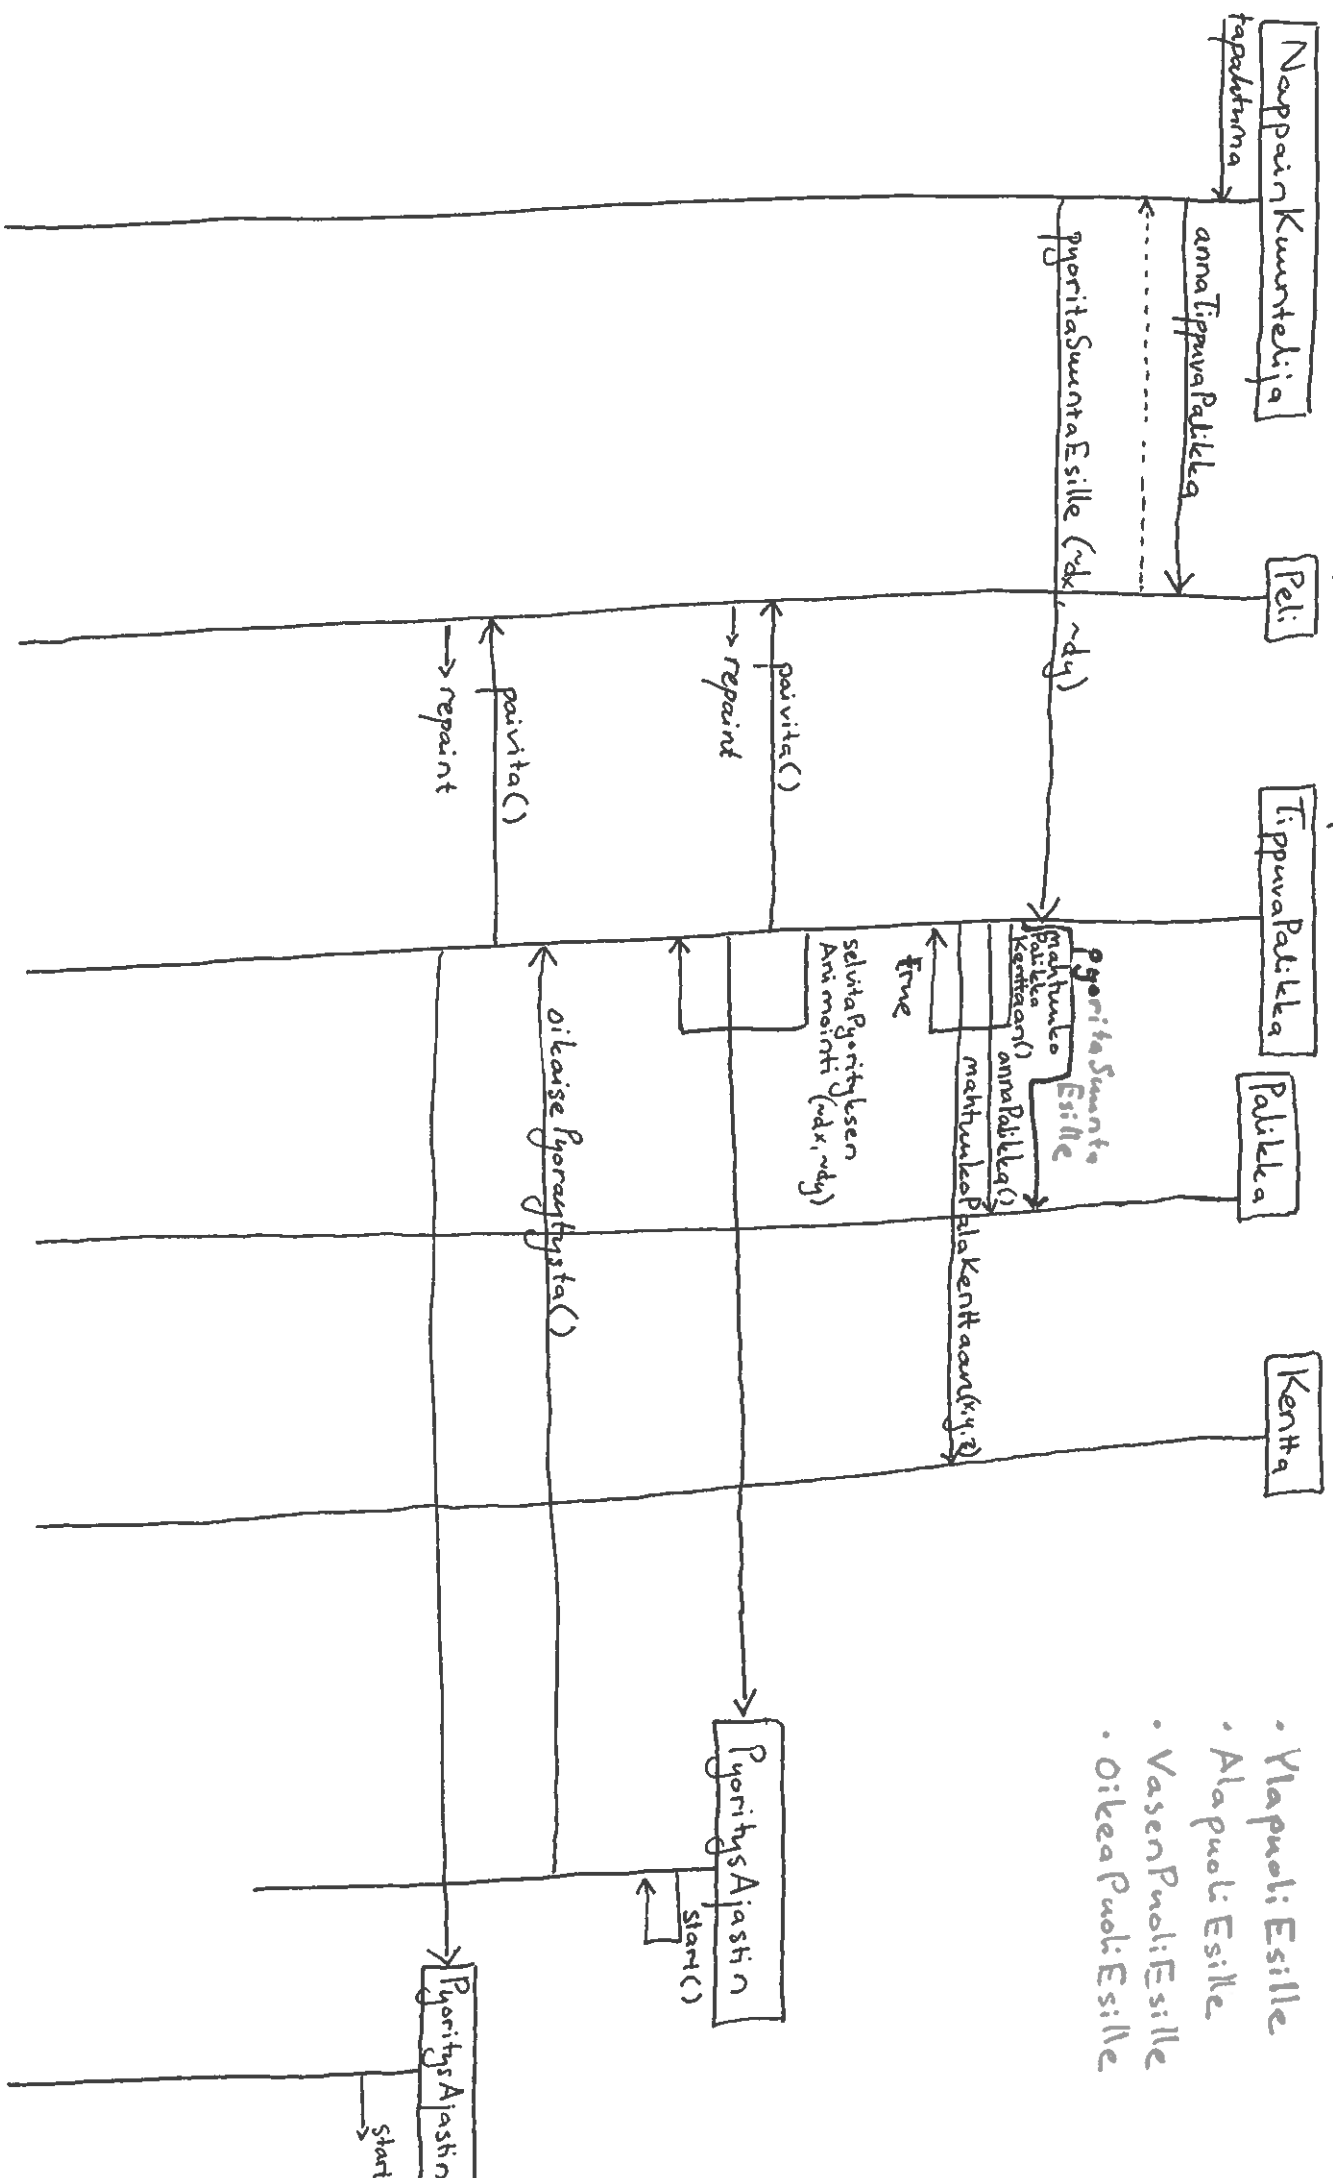 NappainKuuntelija
Peli
TippuvaPalikka
Palikka
Kentta
tapahtuma
annaTippuvaPalikka
pyoritaSuuntaEsille (~dx, ~dy)
pyoritaSuunta
Esille
mahtuuko
Palikka
Kenttaan()
annaPalikka()
mahtuukoPalaKenttaan(x,y,z)
true
selvitaPyorityksen
Animointi (~dx, ~dy)
paivita()
repaint
PyoritysAjastin
start()
oikaisePyoraytysta()
paivita()
repaint
PyoritysAjastin
start
• YlapuoliEsille
• AlapuoliEsille
• VasenPuoliEsille
• OikeaPuoliEsille